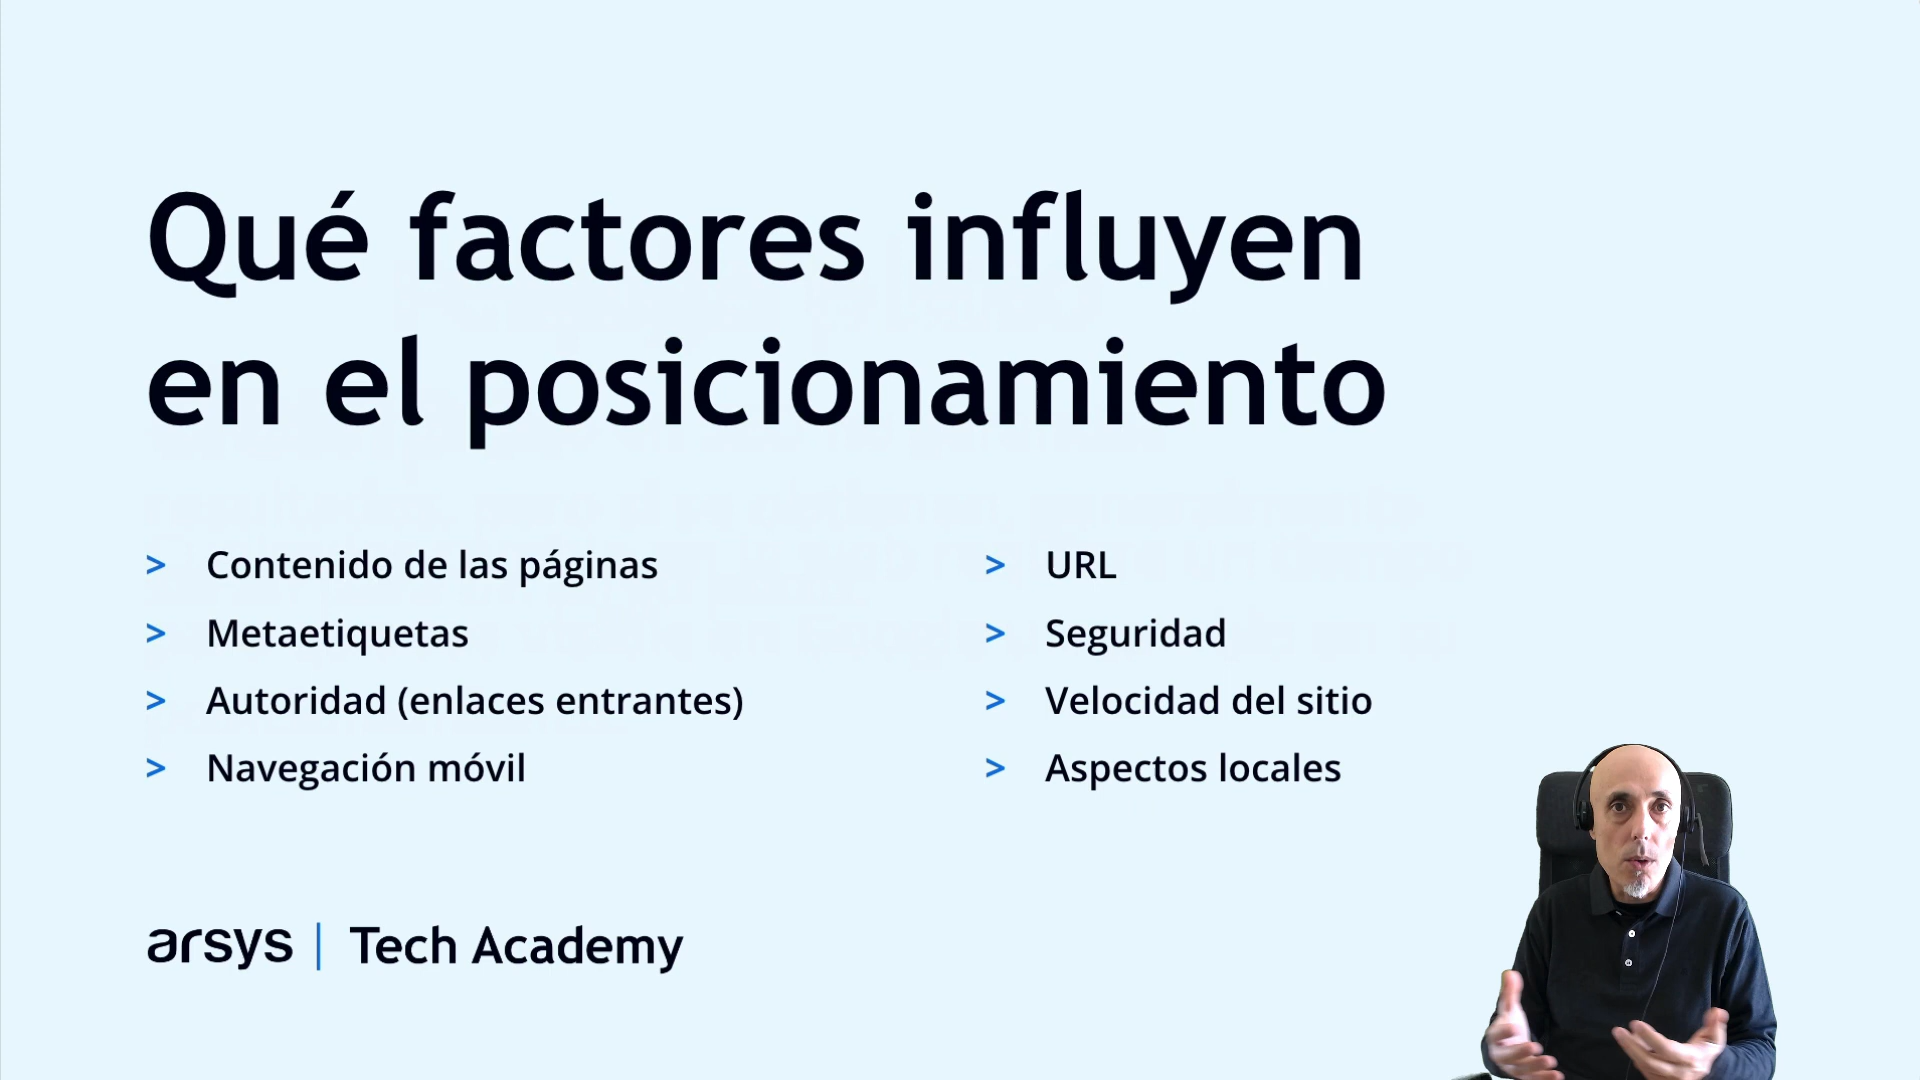 Qué factores influyen
en el posicionamiento
> Contenido de las páginas
> Metaetiquetas
> Autoridad (enlaces entrantes)
> Navegación móvil
> URL
> Seguridad
> Velocidad del sitio
> Aspectos locales
arsys | Tech Academy